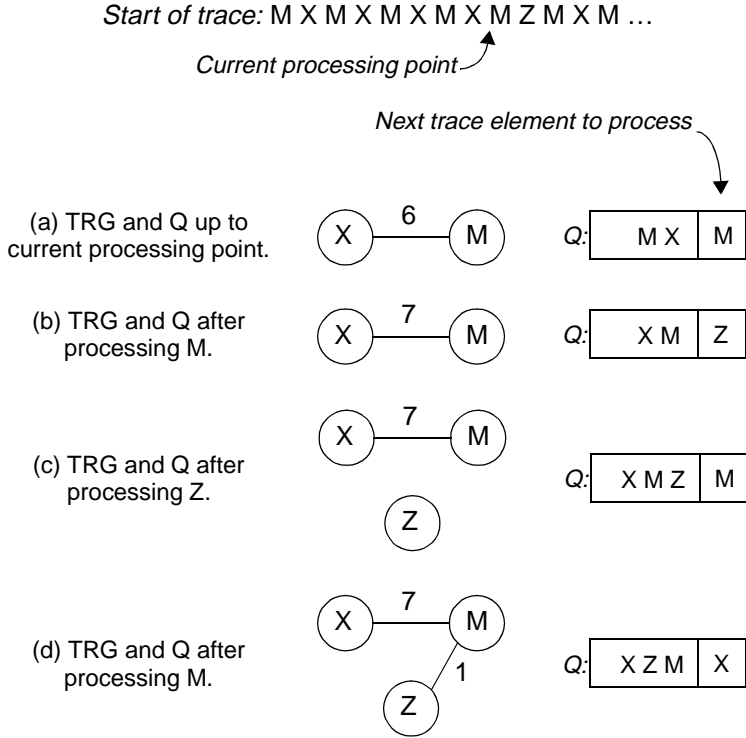 Start of trace: M X M X M X M X M Z M X M …
Current processing point
Next trace element to process
(a) TRG and Q up to
current processing point.
X 6 M
Q: M X M
(b) TRG and Q after
processing M.
X 7 M
Q: X M Z
(c) TRG and Q after
processing Z.
X 7 M
Z
Q: X M Z M
(d) TRG and Q after
processing M.
X 7 M
1
Z
Q: X Z M X